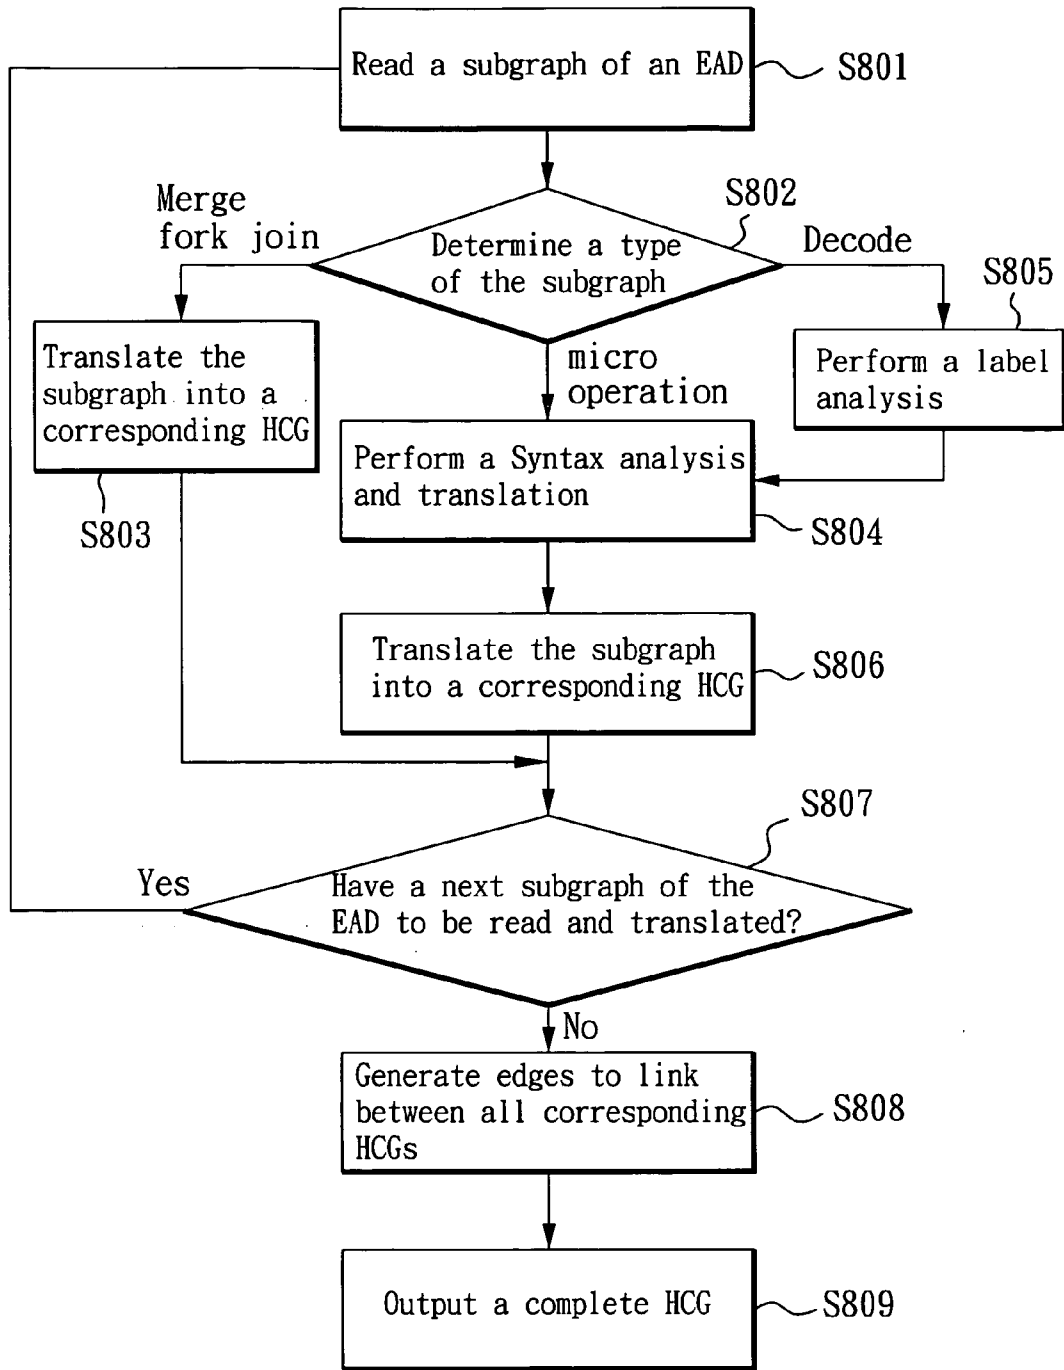 Read a subgraph of an EAD
S801
S802
Merge
fork join
Determine a type
of the subgraph
Decode
S805
Translate the
subgraph into a
corresponding HCG
micro
operation
Perform a label
analysis
S803
Perform a Syntax analysis
and translation
S804
Translate the subgraph
into a corresponding HCG
S806
S807
Yes
Have a next subgraph of the
EAD to be read and translated?
No
Generate edges to link
between all corresponding
HCGs
S808
Output a complete HCG
S809